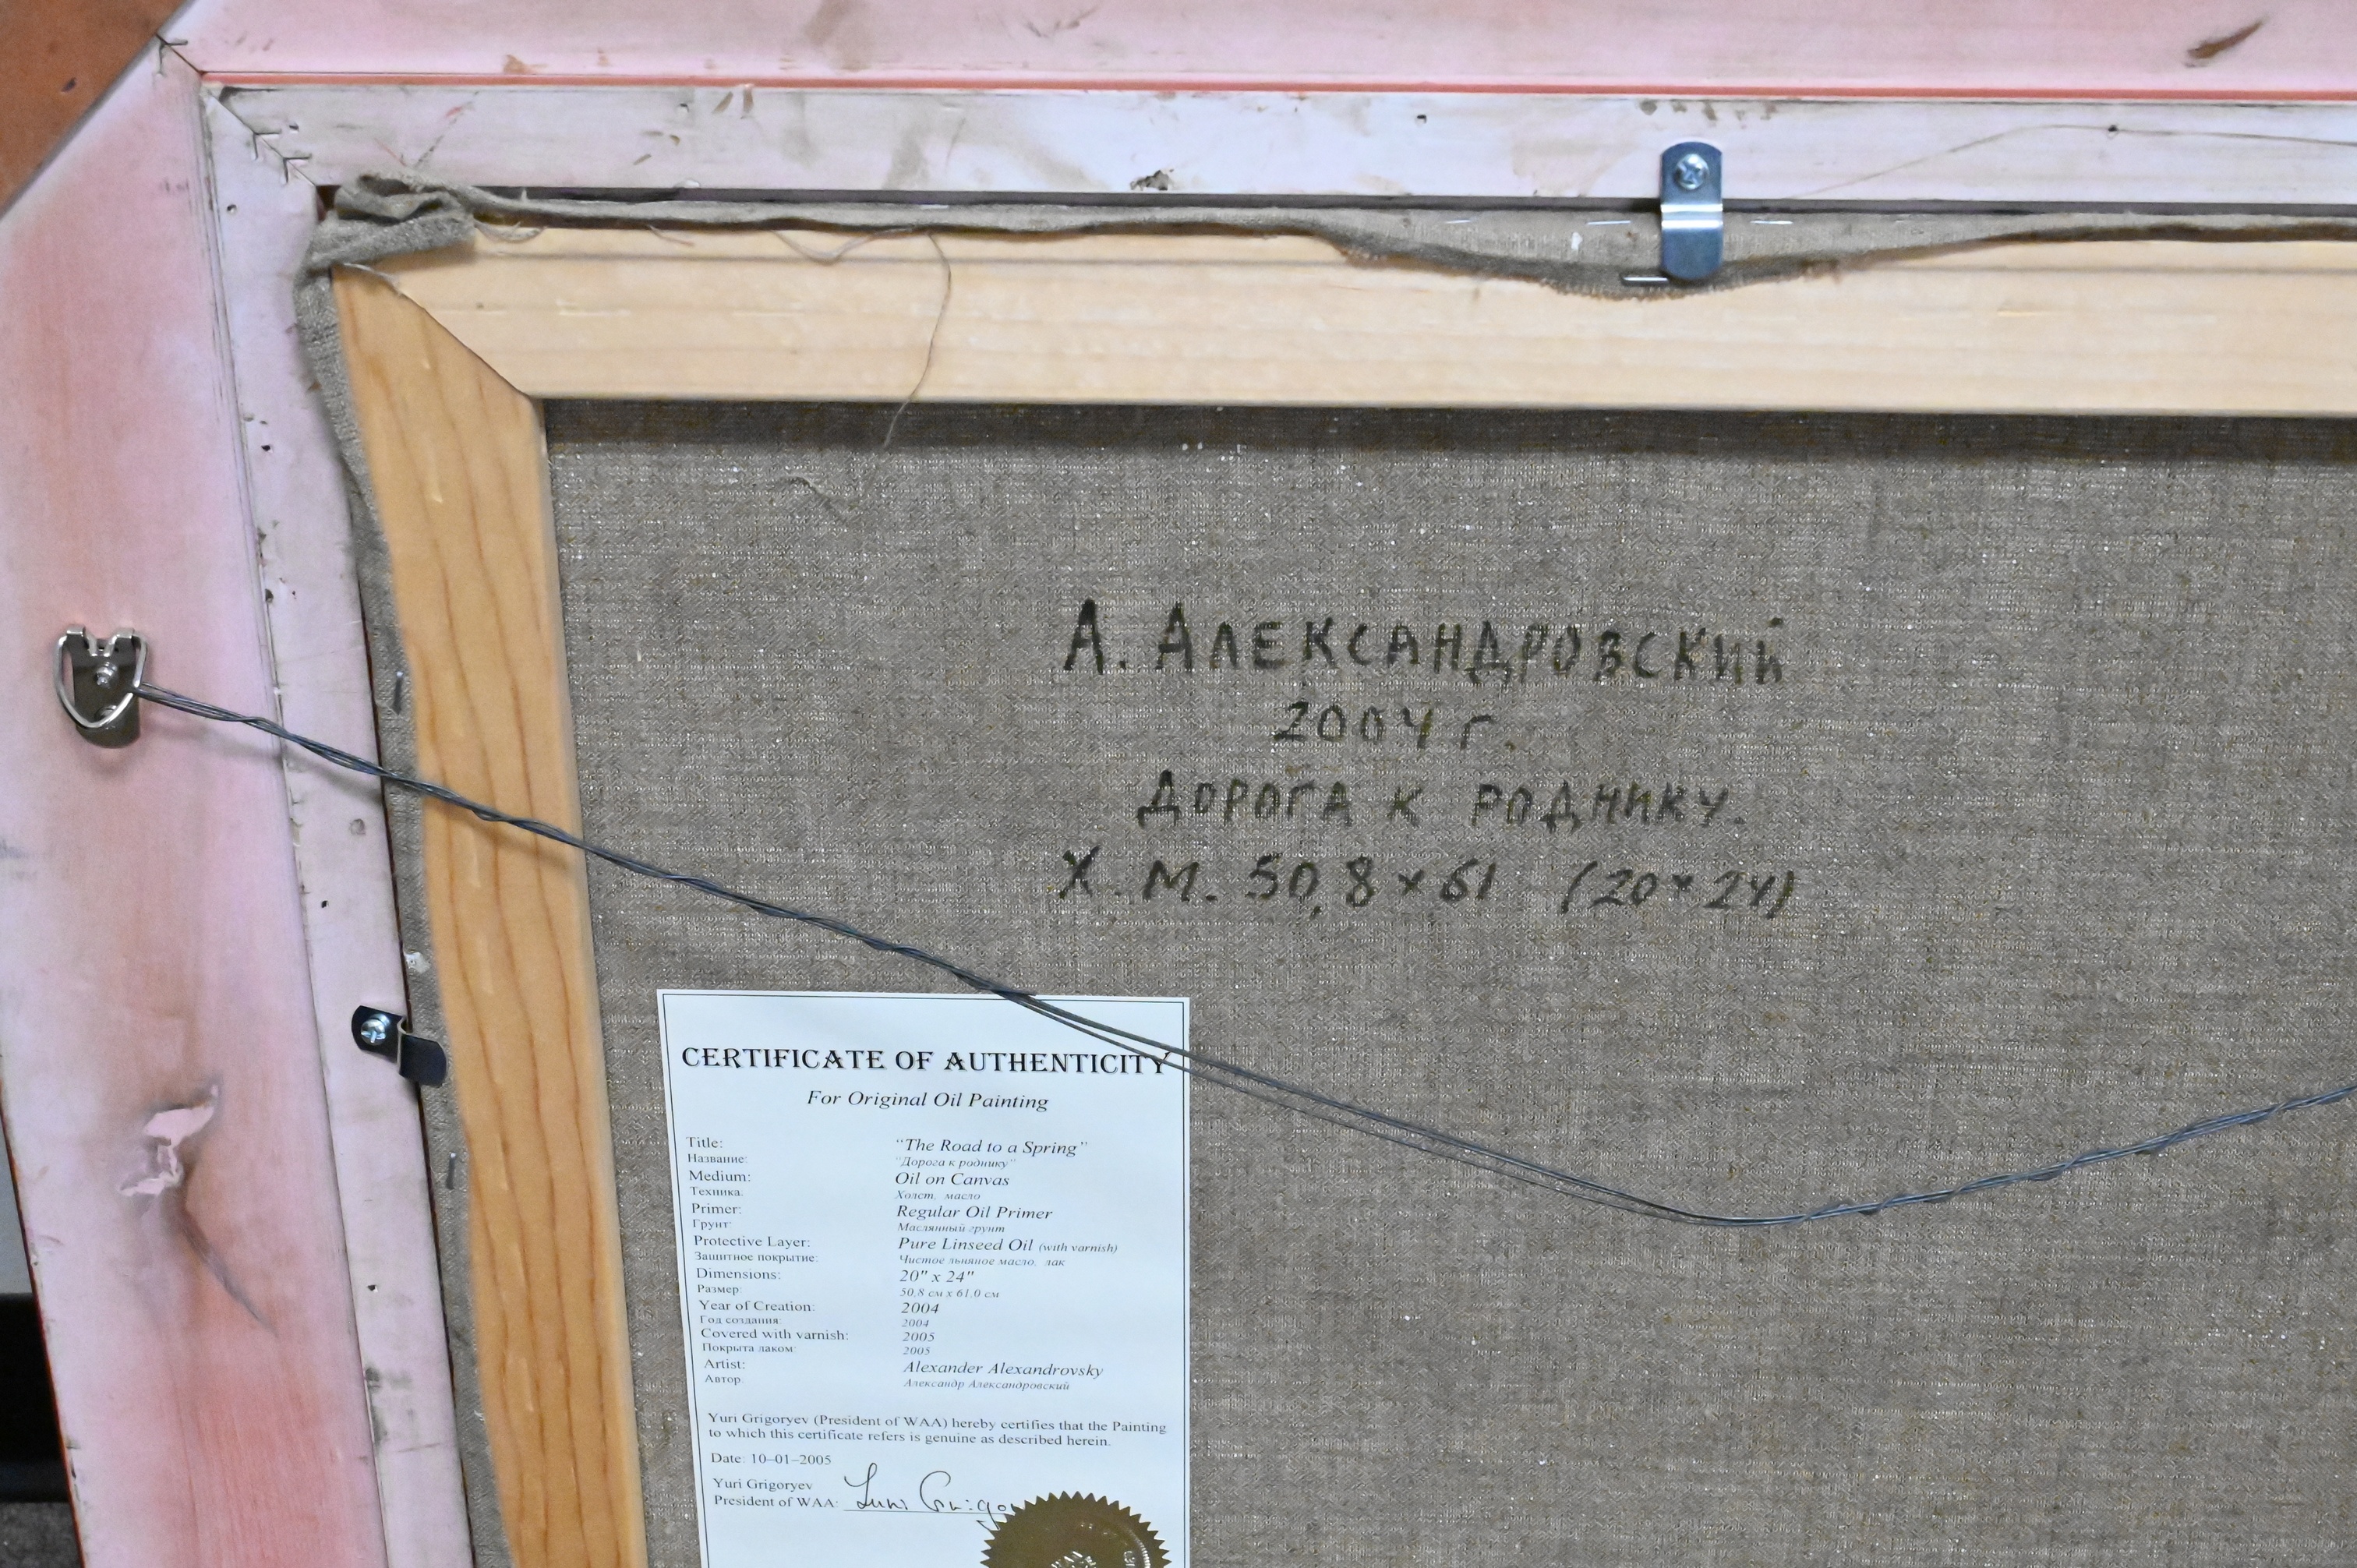 А. АЛЕКСАНДРОВСКИЙ
2004 г.
ДОРОГА К РОДНИКУ.
Х. М. 50,8 × 61 (20 × 24)
CERTIFICATE OF AUTHENTICITY
For Original Oil Painting
Title: "The Road to a Spring"
Название: "Дорога к роднику"
Medium: Oil on Canvas
Техника: Холст, масло
Primer: Regular Oil Primer
Грунт: Маслянный грунт
Protective Layer: Pure Linseed Oil (with varnish)
Защитное покрытие: Чистое льняное масло, лак
Dimensions: 20" x 24"
Размер: 50,8 см x 61,0 см
Year of Creation: 2004
Год создания: 2004
Covered with varnish: 2005
Покрыта лаком: 2005
Artist: Alexander Alexandrovsky
Автор: Александр Александровский
Yuri Grigoryev (President of WAA) hereby certifies that the Painting
to which this certificate refers is genuine as described herein.
Date: 10-01-2005
Yuri Grigoryev
President of WAA: